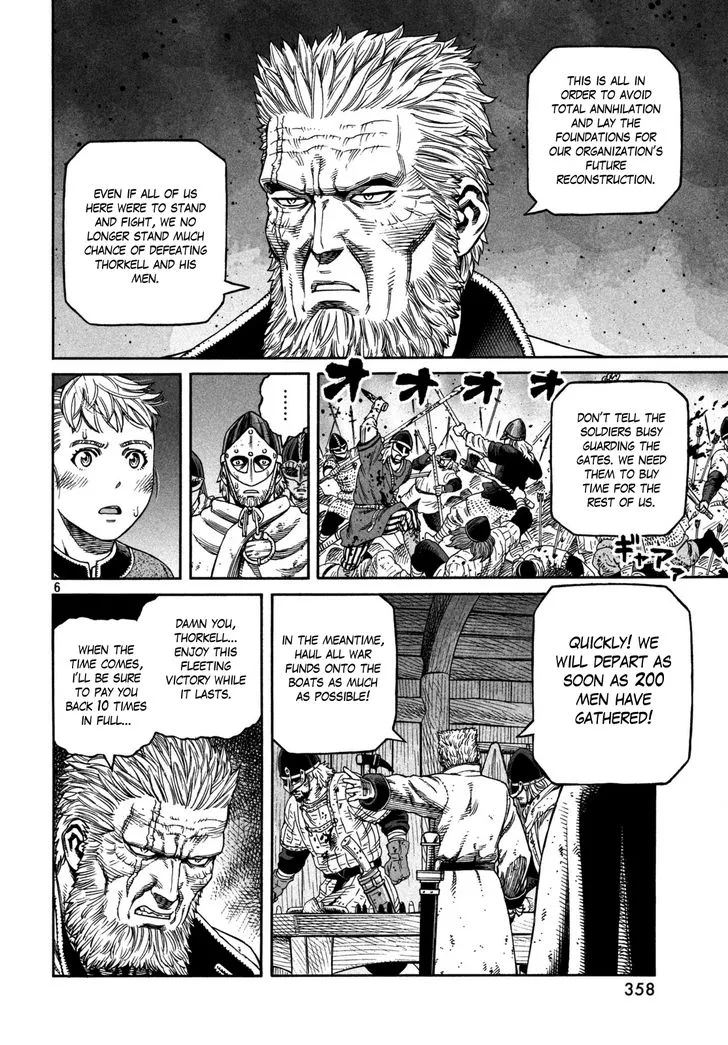 THIS IS ALL IN
ORDER TO AVOID
TOTAL ANNHILATION
AND LAY THE
FOUNDATIONS FOR
OUR ORGANIZATION'S
FUTURE
RECONSTRUCTION.
EVEN IF ALL OF US
HERE WERE TO STAND
AND FIGHT, WE NO
LONGER STAND MUCH
CHANCE OF DEFEATING
THORKELL AND HIS
MEN.
オオオオ
DON'T TELL THE
SOLDIERS BUSY
GUARDING THE
GATES. WE NEED
THEM TO BUY
TIME FOR THE
REST OF US.
ギャアアァ
.......
6
QUICKLY! WE
WILL DEPART AS
SOON AS 200
MEN HAVE
GATHERED!
IN THE MEANTIME,
HAUL ALL WAR
FUNDS ONTO THE
BOATS AS MUCH
AS POSSIBLE!
DAMN YOU,
THORKELL...
ENJOY THIS
FLEETING
VICTORY WHILE
IT LASTS.
WHEN THE
TIME COMES,
I'LL BE SURE
TO PAY YOU
BACK 10 TIMES
IN FULL...
358